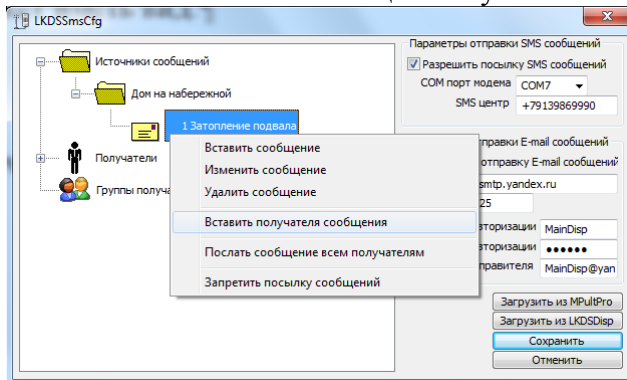 LKDSSmsCfg
Источники сообщений
Дом на набережной
1 Затопление подвала
Получатели
Группы получа
Вставить сообщение
Изменить сообщение
Удалить сообщение
Вставить получателя сообщения
Послать сообщение всем получателям
Запретить посылку сообщений
Параметры отправки SMS сообщений
Разрешить посылку SMS сообщений
COM порт модема COM7
SMS центр +79139869990
правки E-mail сообщений
отправку E-mail сообщений
smtp.yandex.ru
25
вторизации MainDisp
вторизации ●●●●●●
правителя MainDisp@yan
Загрузить из MPultPro
Загрузить из LKDSDisp
Сохранить
Отменить